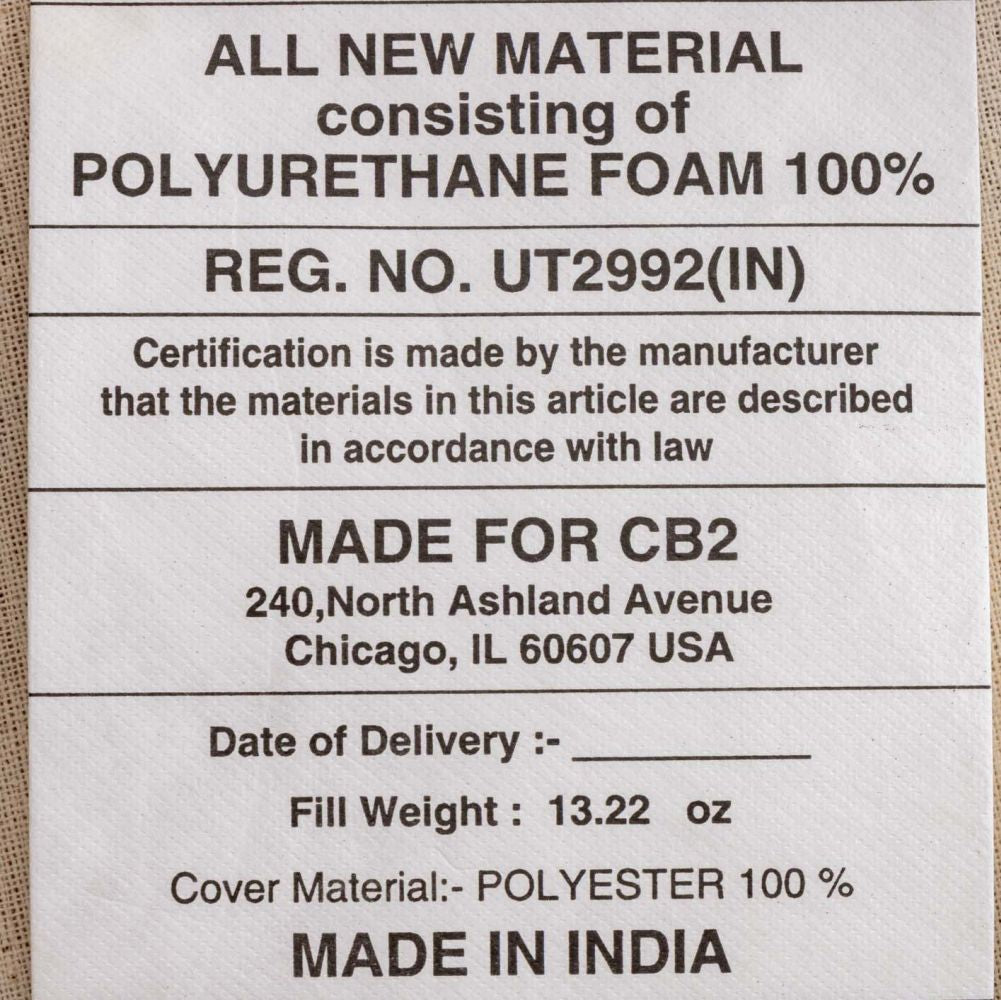 ALL NEW MATERIAL
consisting of
POLYURETHANE FOAM 100%
REG. NO. UT2992(IN)
Certification is made by the manufacturer
that the materials in this article are described
in accordance with law
MADE FOR CB2
240,North Ashland Avenue
Chicago, IL 60607 USA
Date of Delivery :- __________
Fill Weight : 13.22 oz
Cover Material:- POLYESTER 100 %
MADE IN INDIA